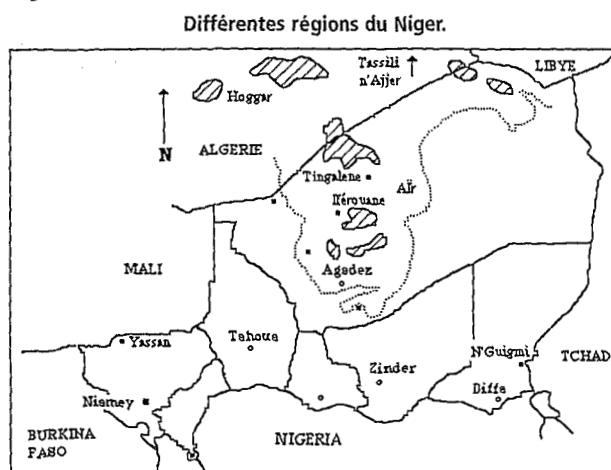 Différentes régions du Niger.
Tassili
n'Ajjer
LIBYE
Hoggar
N
ALGERIE
Tingalene
AÏr
Iférouane
MALI
Agadez
Yassan
Tahoua
Zinder
N'Guigmi
TCHAD
Niamey
Diffa
BURKINA
FASO
NIGERIA